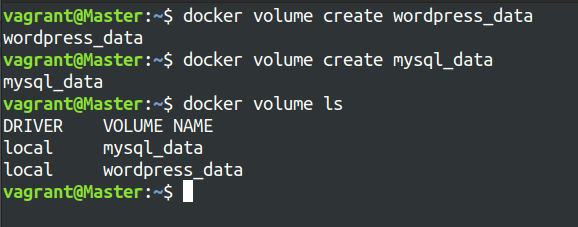 vagrant@Master:~$ docker volume create wordpress_data
wordpress_data
vagrant@Master:~$ docker volume create mysql_data
mysql_data
vagrant@Master:~$ docker volume ls
DRIVER    VOLUME NAME
local     mysql_data
local     wordpress_data
vagrant@Master:~$